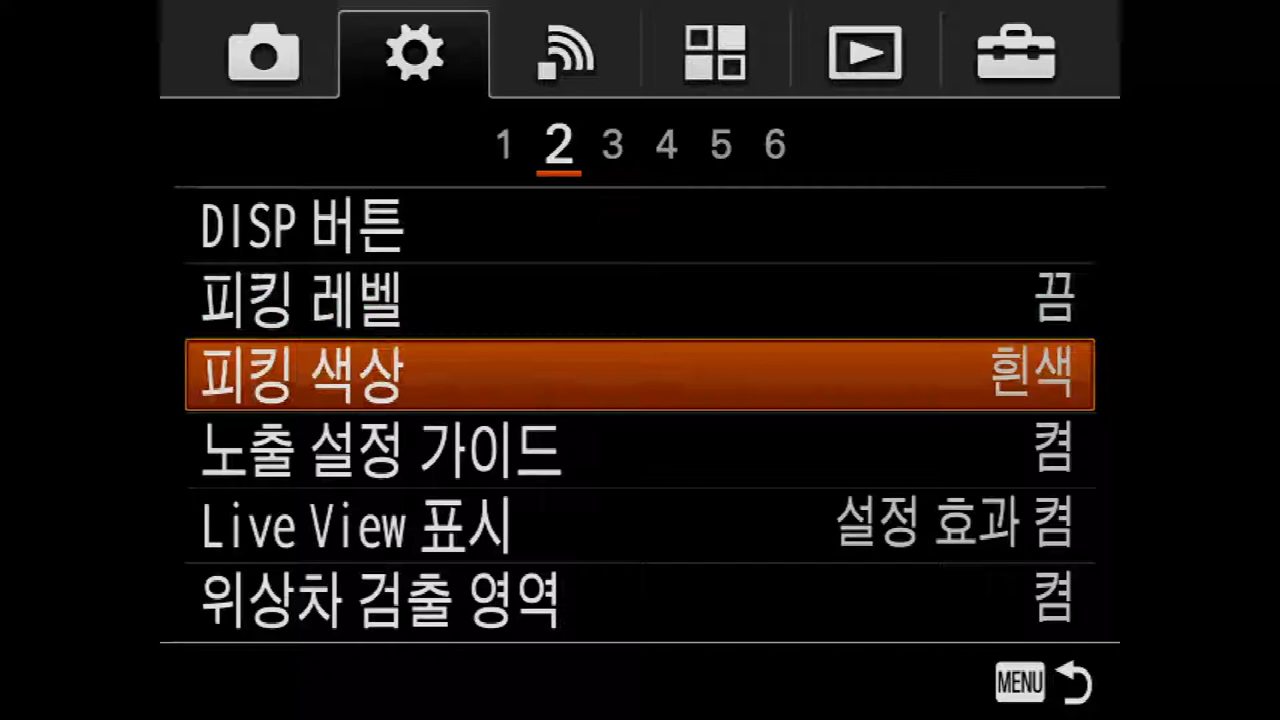 1 2 3 4 5 6
DISP 버튼
피킹 레벨 끔
피킹 색상 흰색
노출 설정 가이드 켬
Live View 표시 설정 효과 켬
위상차 검출 영역 켬
MENU